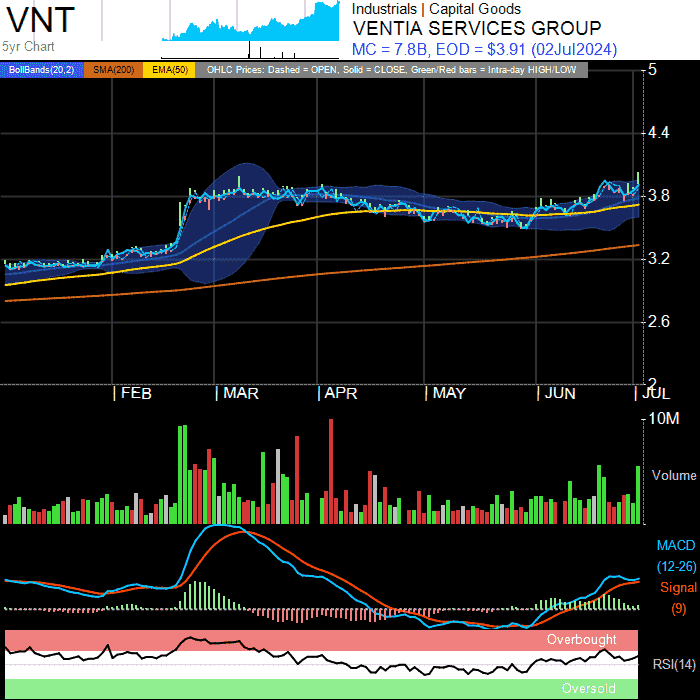 VNT
5yr Chart
Industrials | Capital Goods
VENTIA SERVICES GROUP
MC = 7.8B, EOD = $3.91 (02Jul2024)
BollBands(20,2) SMA(200) EMA(50) OHLC Prices: Dashed = OPEN, Solid = CLOSE, Green/Red bars = Intra-day HIGH/LOW
5
4.4
3.8
3.2
2.6
2
FEB MAR APR MAY JUN JUL
10M
Volume
MACD
(12-26)
Signal
(9)
Overbought
RSI(14)
Oversold